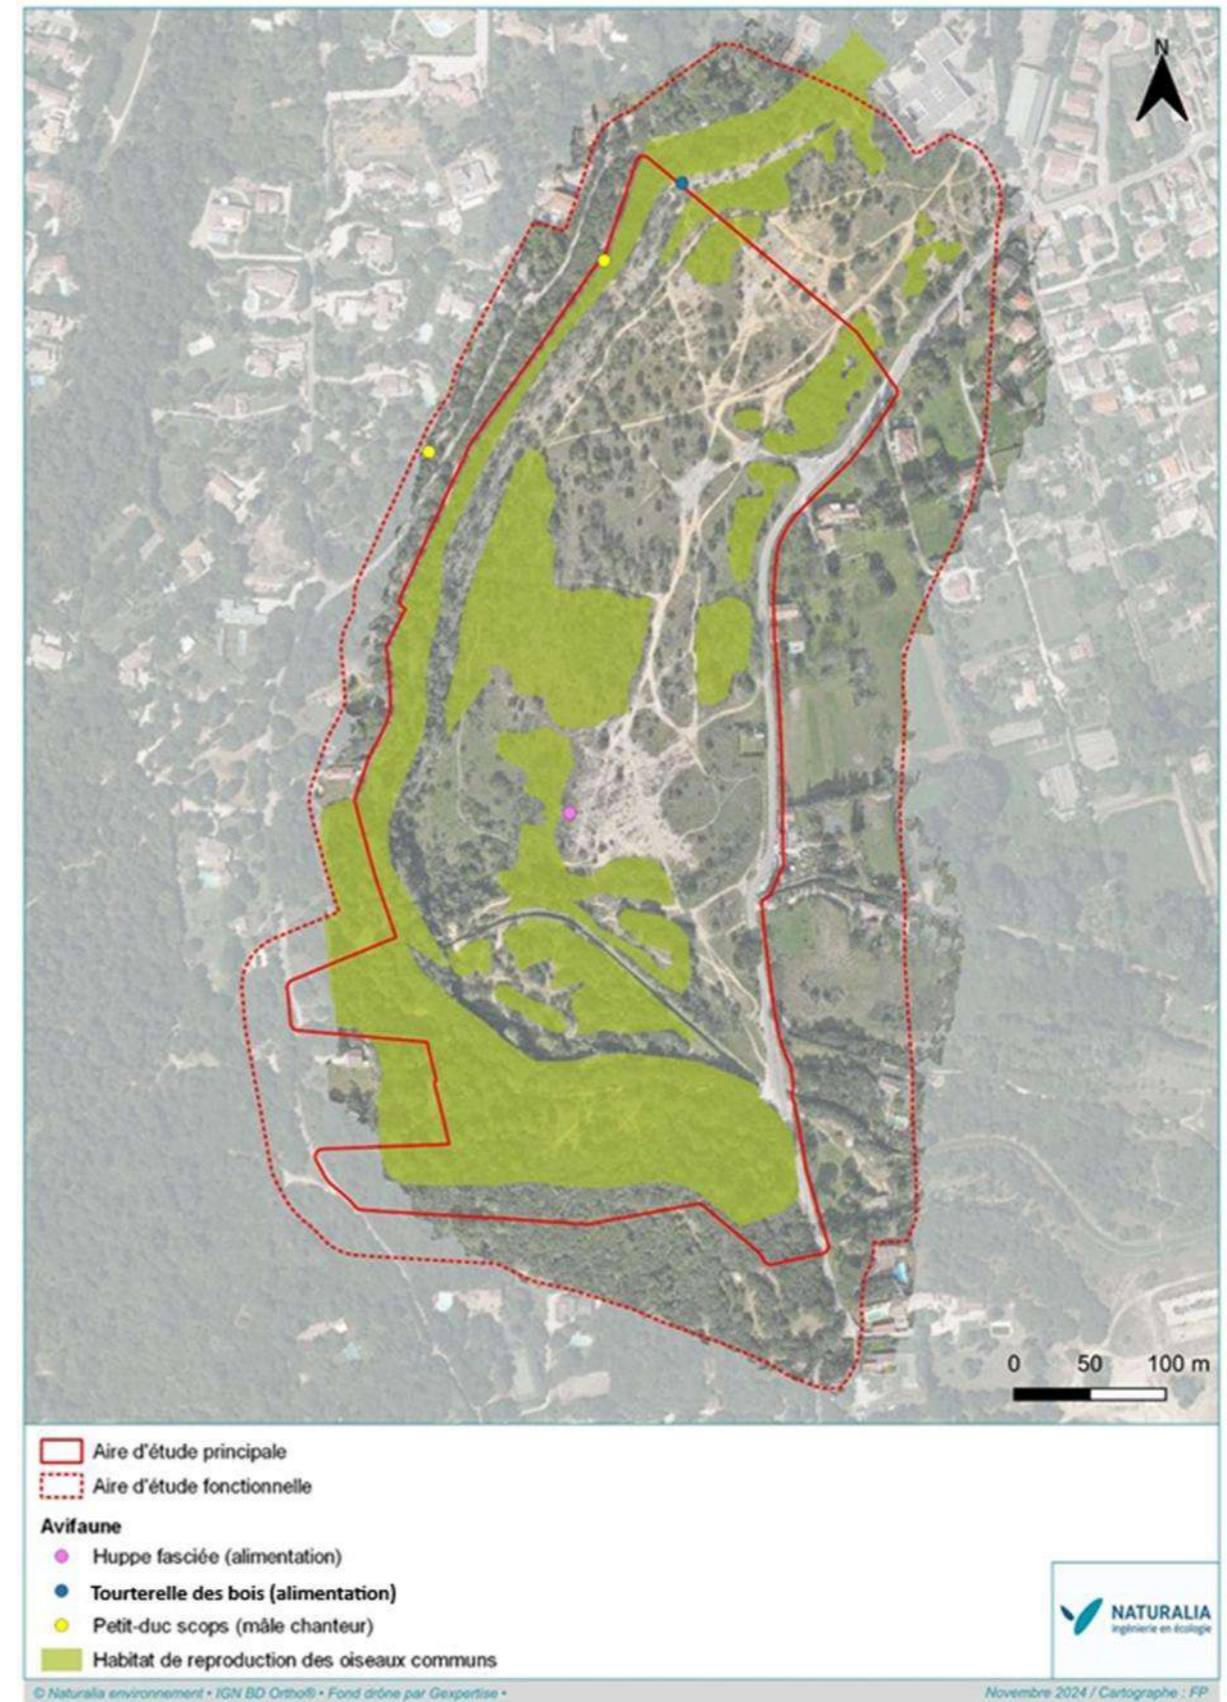 N
0 50 100 m
Aire d'étude principale
Aire d'étude fonctionnelle
Avifaune
Huppe fasciée (alimentation)
Tourterelle des bois (alimentation)
Petit-duc scops (mâle chanteur)
Habitat de reproduction des oiseaux communs
NATURALIA
ingénierie en écologie
© Naturalia environnement • IGN BD Ortho® • Fond drône par Gexpertise •
Novembre 2024 / Cartographe : FP